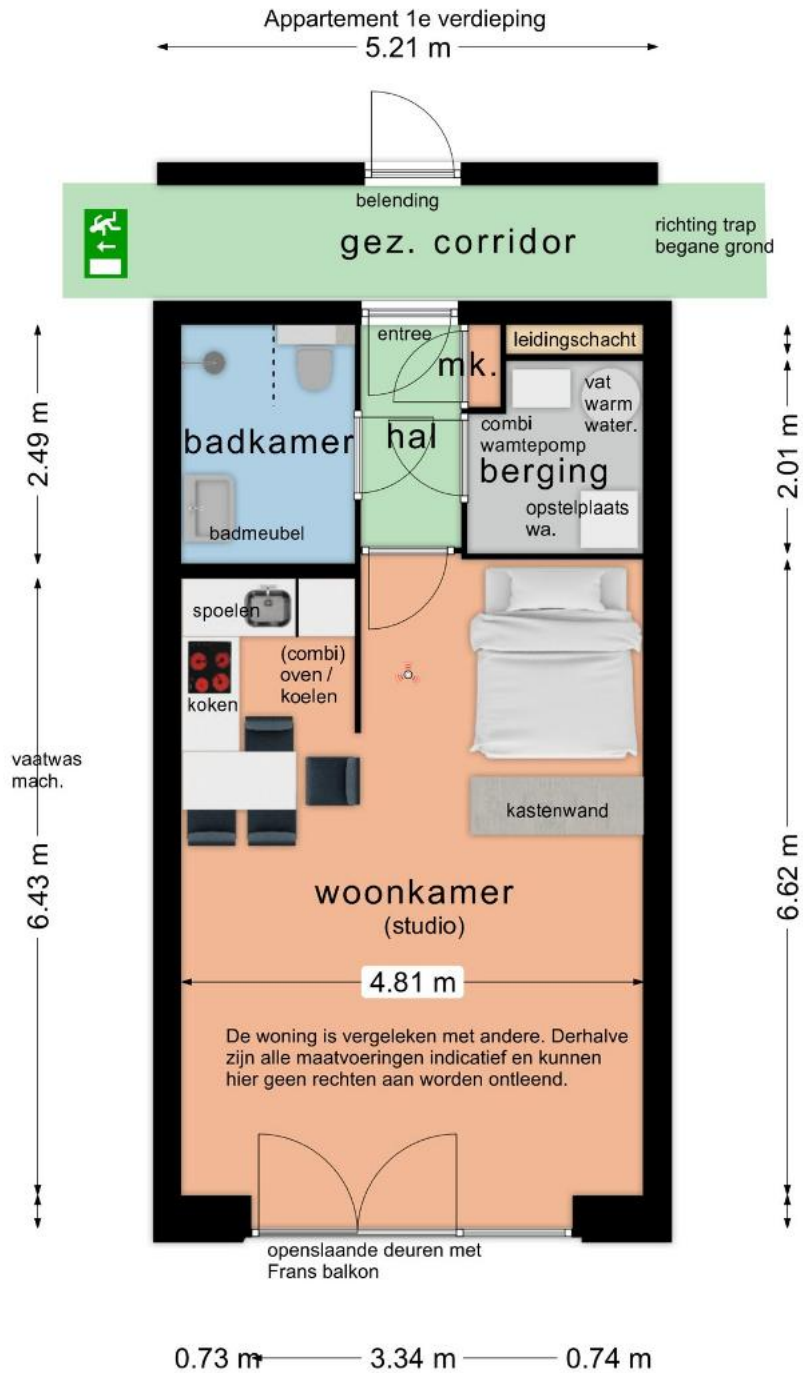 Appartement 1e verdieping
5.21 m
belending
gez. corridor
richting trap
begane grond
entree
mk.
leidingschacht
vat
warm
water.
combi
wamtepomp
badkamer
hal
berging
2.49 m
2.01 m
opstelplaats
wa.
badmeubel
spoelen
(combi)
oven /
koelen
koken
vaatwas
mach.
kastenwand
6.43 m
6.62 m
woonkamer
(studio)
4.81 m
De woning is vergeleken met andere. Derhalve
zijn alle maatvoeringen indicatief en kunnen
hier geen rechten aan worden ontleend.
openslaande deuren met
Frans balkon
0.73 m
3.34 m
0.74 m